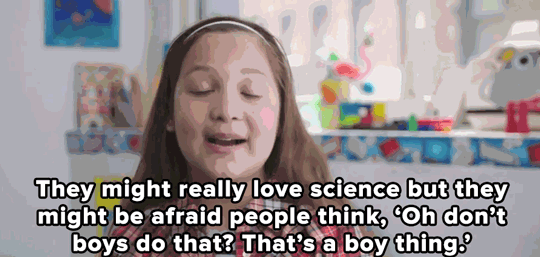 They might really love science but they
might be afraid people think, ‘Oh don’t
boys do that? That’s a boy thing.’